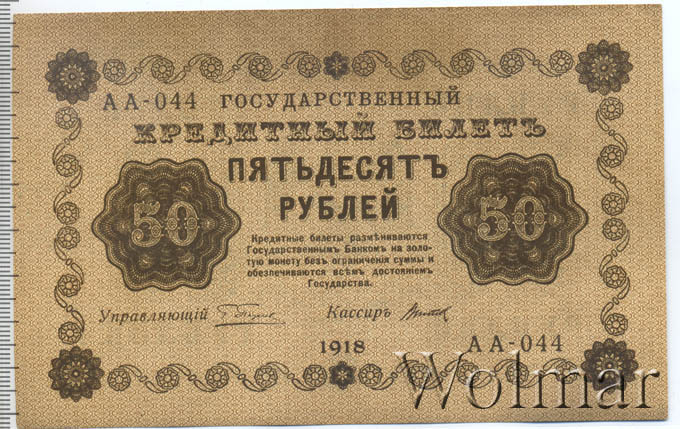 АА-044 ГОСУДАРСТВЕННЫЙ
КРЕДИТНЫЙ БИЛЕТЪ
ПЯТЬДЕСЯТЪ
РУБЛЕЙ
50
50
Кредитные билеты размѣниваются
Государственнымъ Банкомъ на золо-
тую монету безъ ограниченія суммы и
обезпечиваются всѣмъ достояніемъ
Государства.
Управляющій
Кассиръ
1918
АА-044
Wolmar